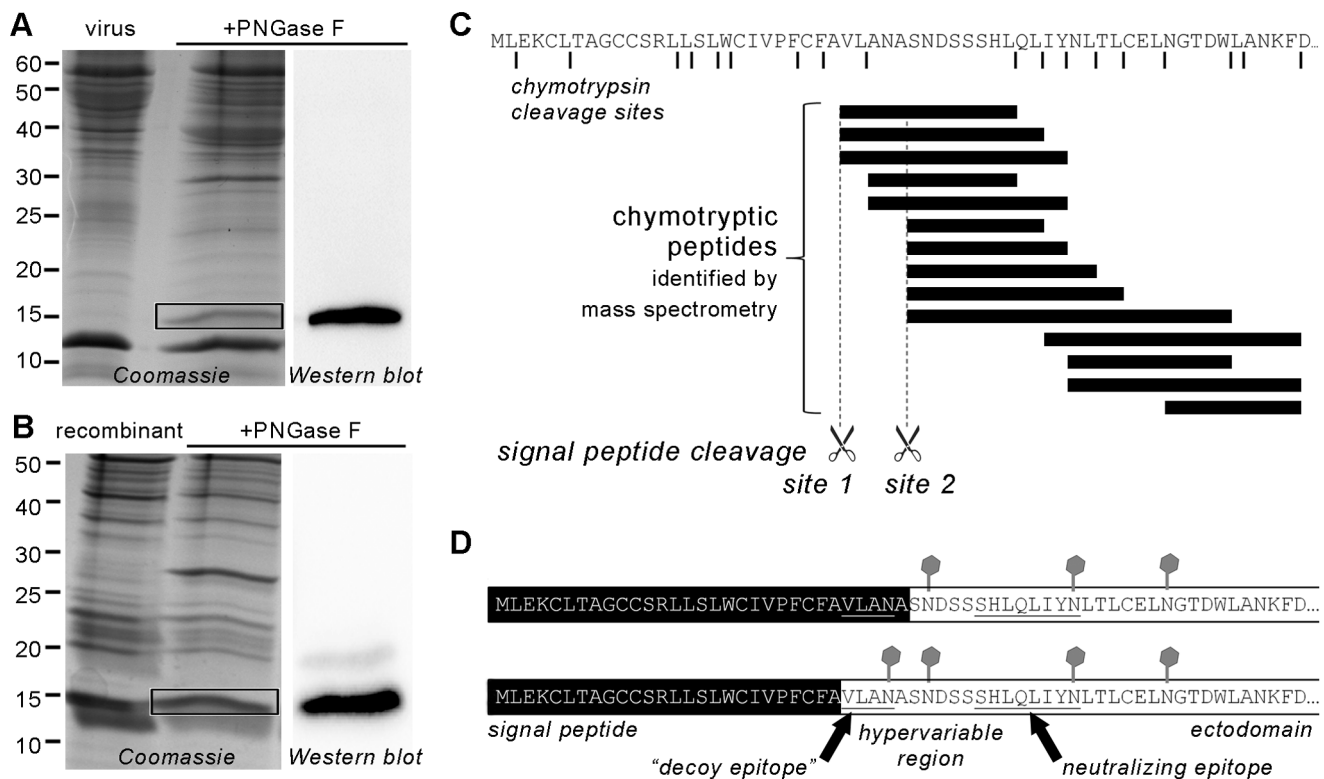 A
virus
+PNGase F
60
50
40
30
25
20
15
10
Coomassie
Western blot
B
recombinant
+PNGase F
50
40
30
25
20
15
10
Coomassie
Western blot
C
MLEKCLTAGCCSRLLSLWCIVPFCFAVLANASNDSSSHLQLIYNLTLCELNGTDWLANKFD...
chymotrypsin
cleavage sites
chymotryptic
peptides
identified by
mass spectrometry
signal peptide cleavage
site 1
site 2
D
MLEKCLTAGCCSRLLSLWCIVPFCFAVLANASNDSSSHLQLIYNLTLCELNGTDWLANKFD...
MLEKCLTAGCCSRLLSLWCIVPFCFAVLANASNDSSSHLQLIYNLTLCELNGTDWLANKFD...
signal peptide
hypervariable
region
ectodomain
"decoy epitope"
neutralizing epitope